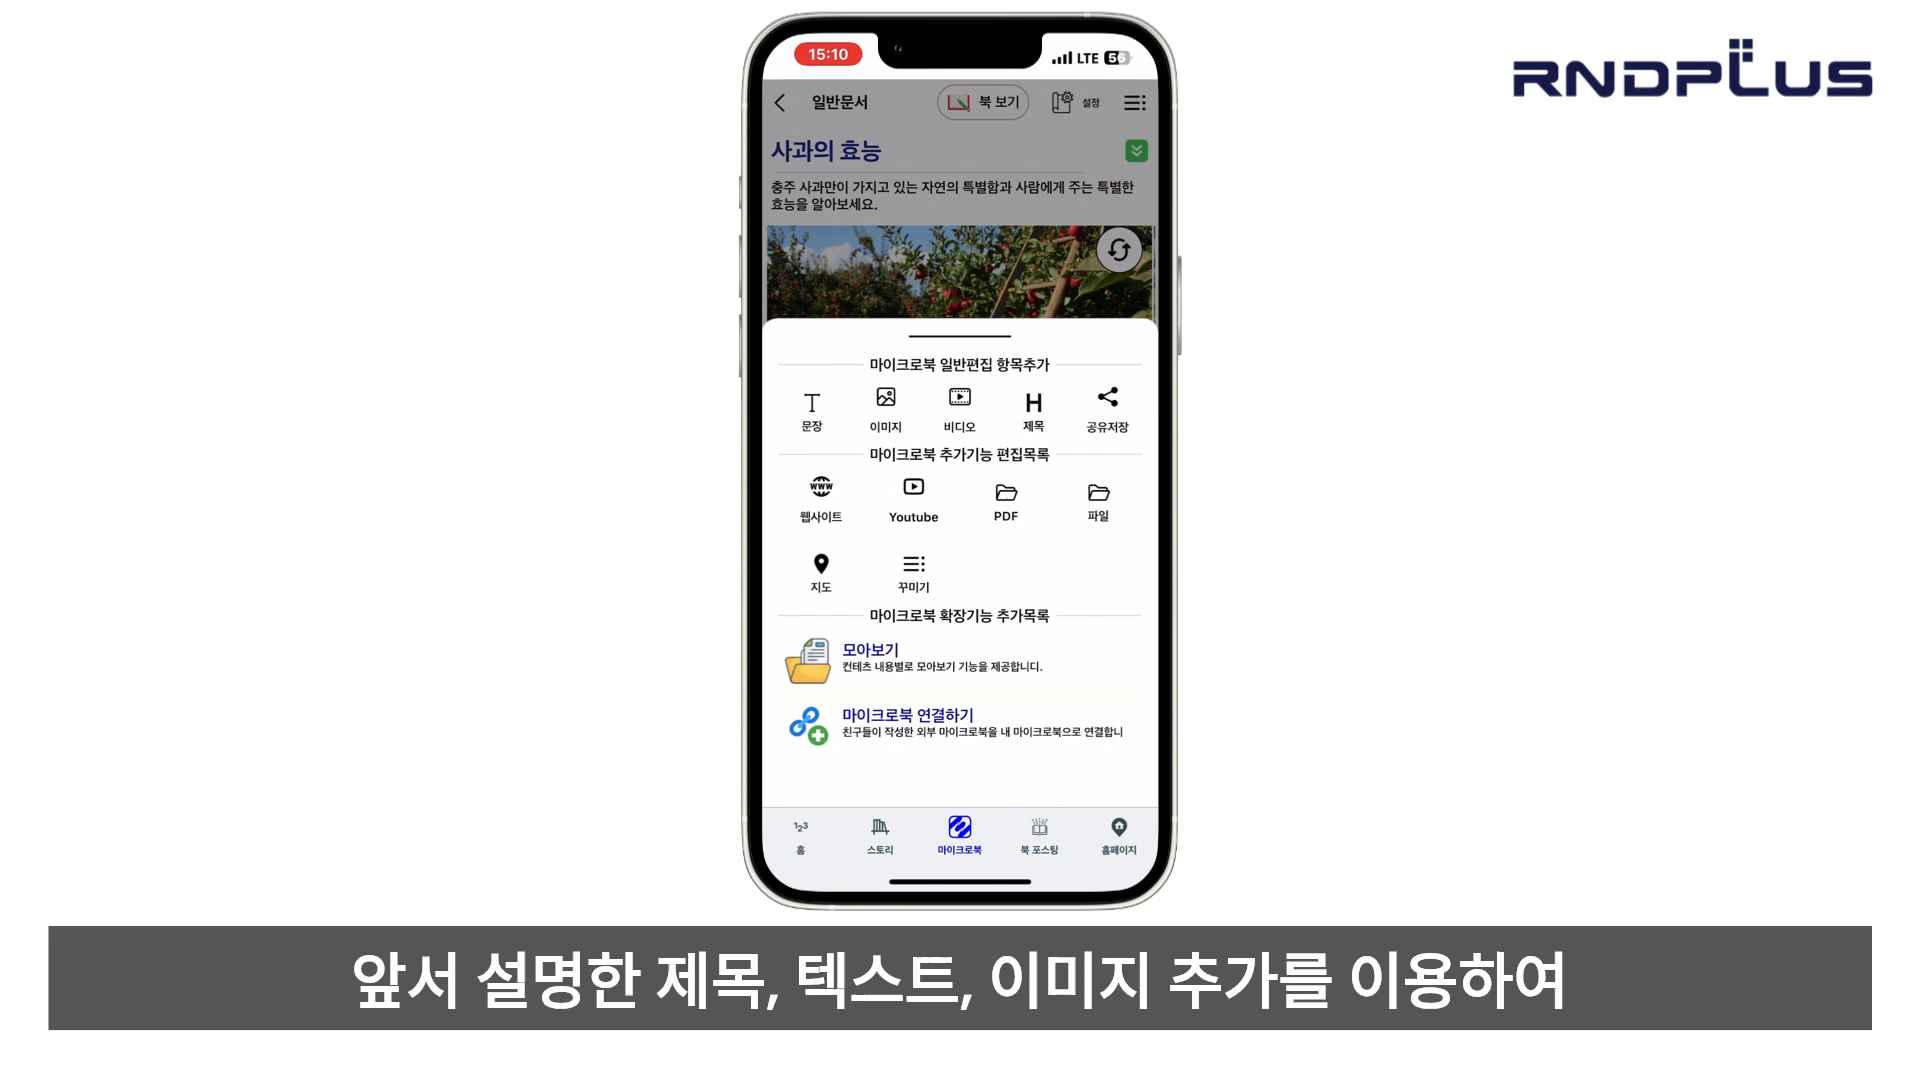 15:10
LTE 56
RNDPLUS
일반문서
북 보기
설정
사과의 효능
충주 사과만이 가지고 있는 자연의 특별함과 사람에게 주는 특별한
효능을 알아보세요.
마이크로북 일반편집 항목추가
T
H
문장
이미지
비디오
제목
공유저장
마이크로북 추가기능 편집목록
www
웹사이트
Youtube
PDF
파일
지도
꾸미기
마이크로북 확장기능 추가목록
모아보기
컨테츠 내용별로 모아보기 기능을 제공합니디.
마이크로북 연결하기
친구들이 작성한 외부 마이크로북을 내 마이크로북으로 연결합니
123
홈
스토리
마이크로북
북 포스팅
홈페이지
앞서 설명한 제목, 텍스트, 이미지 추가를 이용하여